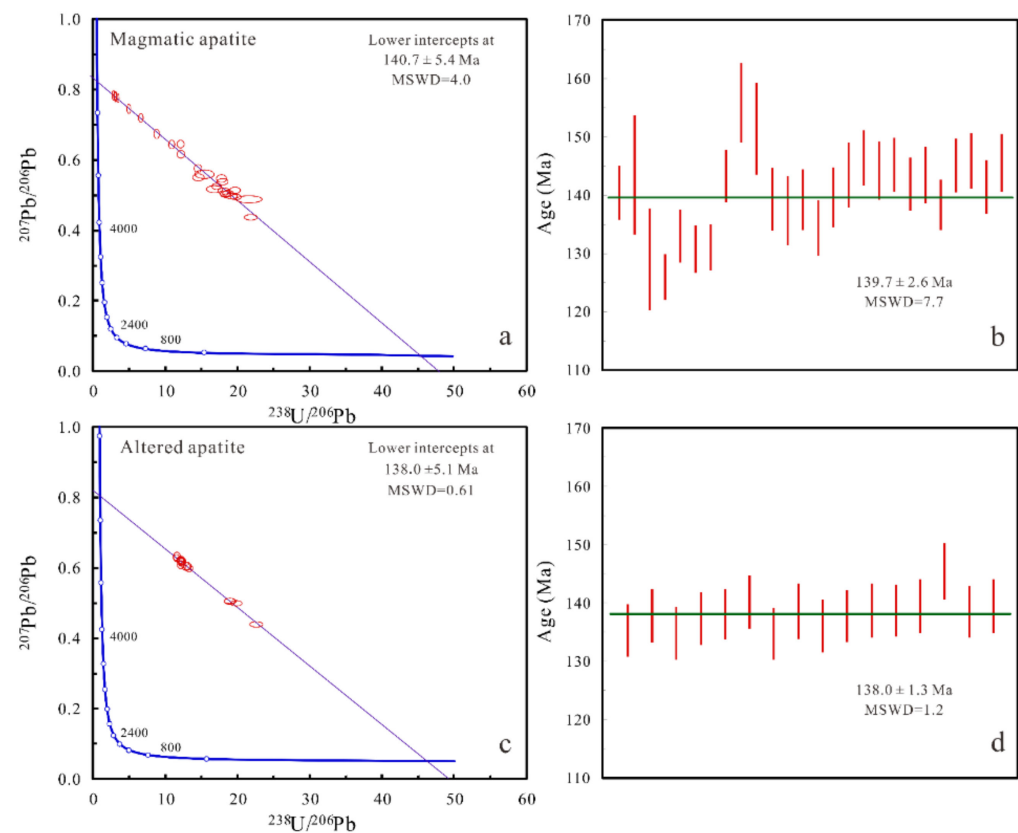 Magmatic apatite
Lower intercepts at
140.7 ± 5.4 Ma
MSWD=4.0
1.0
0.8
0.6
0.4
0.2
0.0
207Pb/206Pb
4000
2400
800
a
0
10
20
30
40
50
60
238U/206Pb
170
160
150
140
130
120
110
Age (Ma)
139.7 ± 2.6 Ma
MSWD=7.7
b
Altered apatite
Lower intercepts at
138.0 ±5.1 Ma
MSWD=0.61
1.0
0.8
0.6
0.4
0.2
0.0
207Pb/206Pb
4000
2400
800
c
0
10
20
30
40
50
60
238U/206Pb
170
160
150
140
130
120
110
Age (Ma)
138.0 ± 1.3 Ma
MSWD=1.2
d